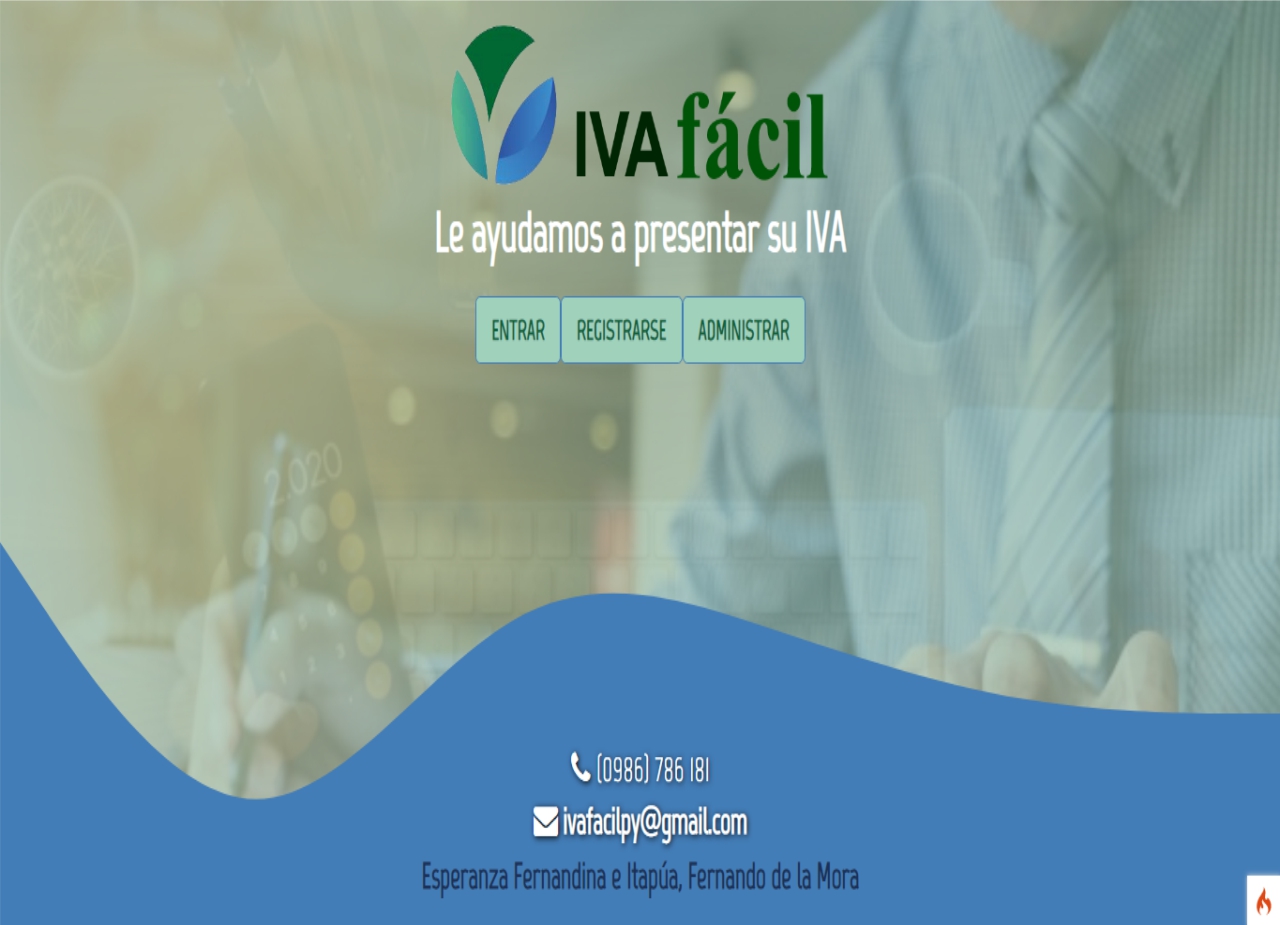 IVA fácil
Le ayudamos a presentar su IVA
ENTRAR REGISTRARSE ADMINISTRAR
2.020
(0986) 786 181
ivafacilpy@gmail.com
Esperanza Fernandina e Itapúa, Fernando de la Mora